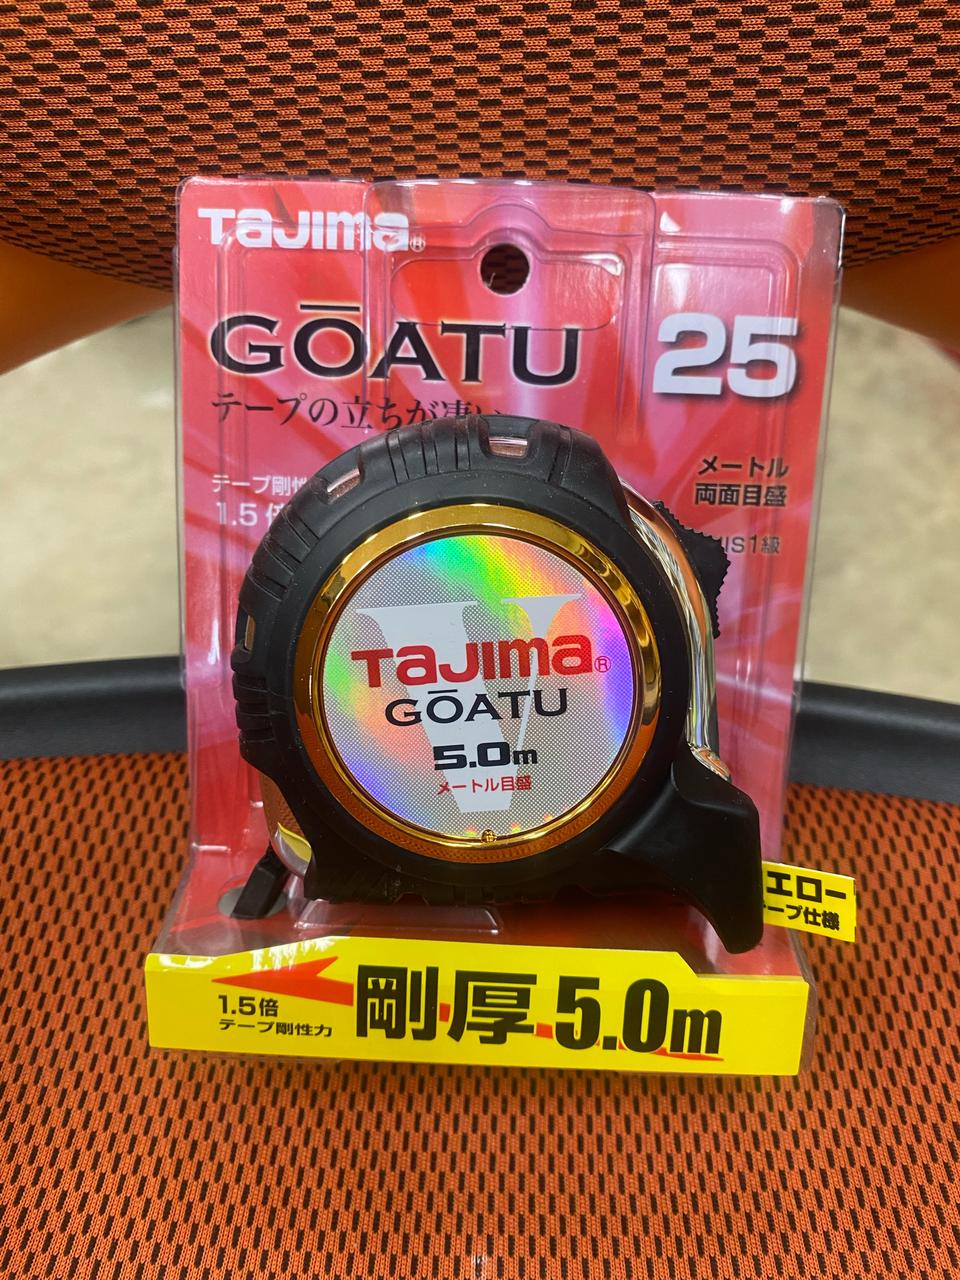 Tajima®
GŌATU
25
テープの立ちが凄い
テープ剛性
1.5倍
メートル
両面目盛
JIS1級
V
Tajima®
GŌATU
5.0m
メートル目盛
エロー
テープ仕様
1.5倍
テープ剛性力
剛・厚
5.0m